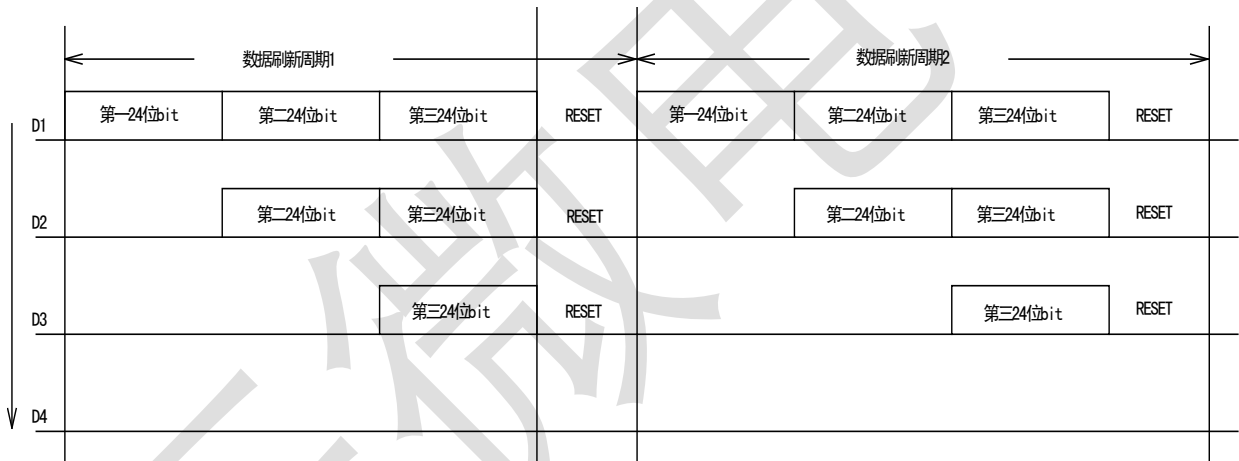 数据刷新周期1
数据刷新周期2
D1 第一24位bit 第二24位bit 第三24位bit RESET 第一24位bit 第二24位bit 第三24位bit RESET
D2 第二24位bit 第三24位bit RESET 第二24位bit 第三24位bit RESET
D3 第三24位bit RESET 第三24位bit RESET
D4
微电